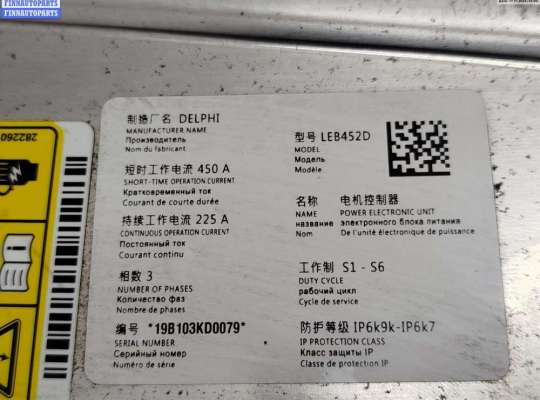 FINNAUTOPARTS
FINNAUTOPARTS
282260
制造厂名 DELPHI
MANUFACTURER NAME
Производитель
Nom du fabricant
短时工作电流 450 A
SHORT-TIME OPERATION CURRENT
Кратковременный ток
Courant de courte durée
持续工作电流 225 A
CONTINUOUS OPERATION CURRENT
Постоянный ток
Courant continu
相数 3
NUMBER OF PHASES
Количество фаз
Nombre de phases
编号 *19B103KD0079*
SERIAL NUMBER
Серийный номер
Numéro de série
型号 LEB452D
MODEL
Модель
Modèle
名称 电机控制器
NAME POWER ELECTRONIC UNIT
название электронного блока питания
Nom De l'unité électronique de puissance
工作制 S1 - S6
DUTY CYCLE
рабочий цикл
Cycle de service
防护等级 IP6k9k-IP6k7
IP PROTECTION CLASS
Класс защиты IP
Classe de protection IP